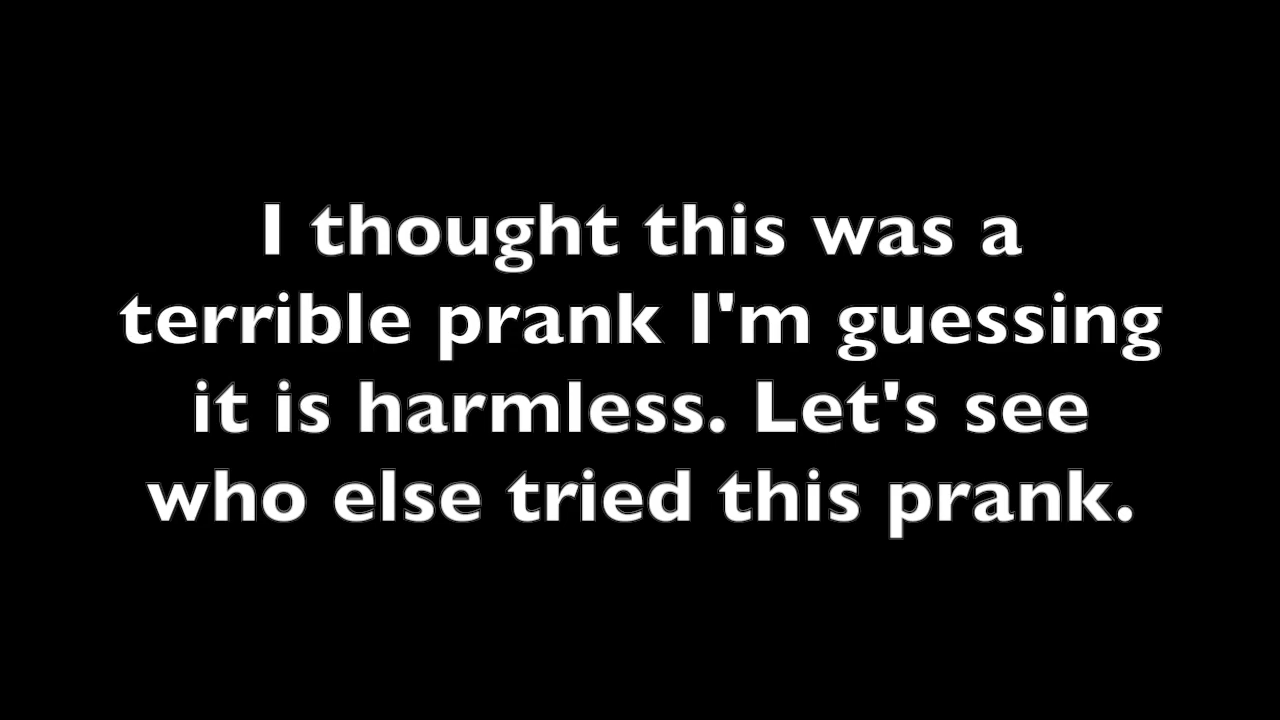 I thought this was a
terrible prank I'm guessing
it is harmless. Let's see
who else tried this prank.